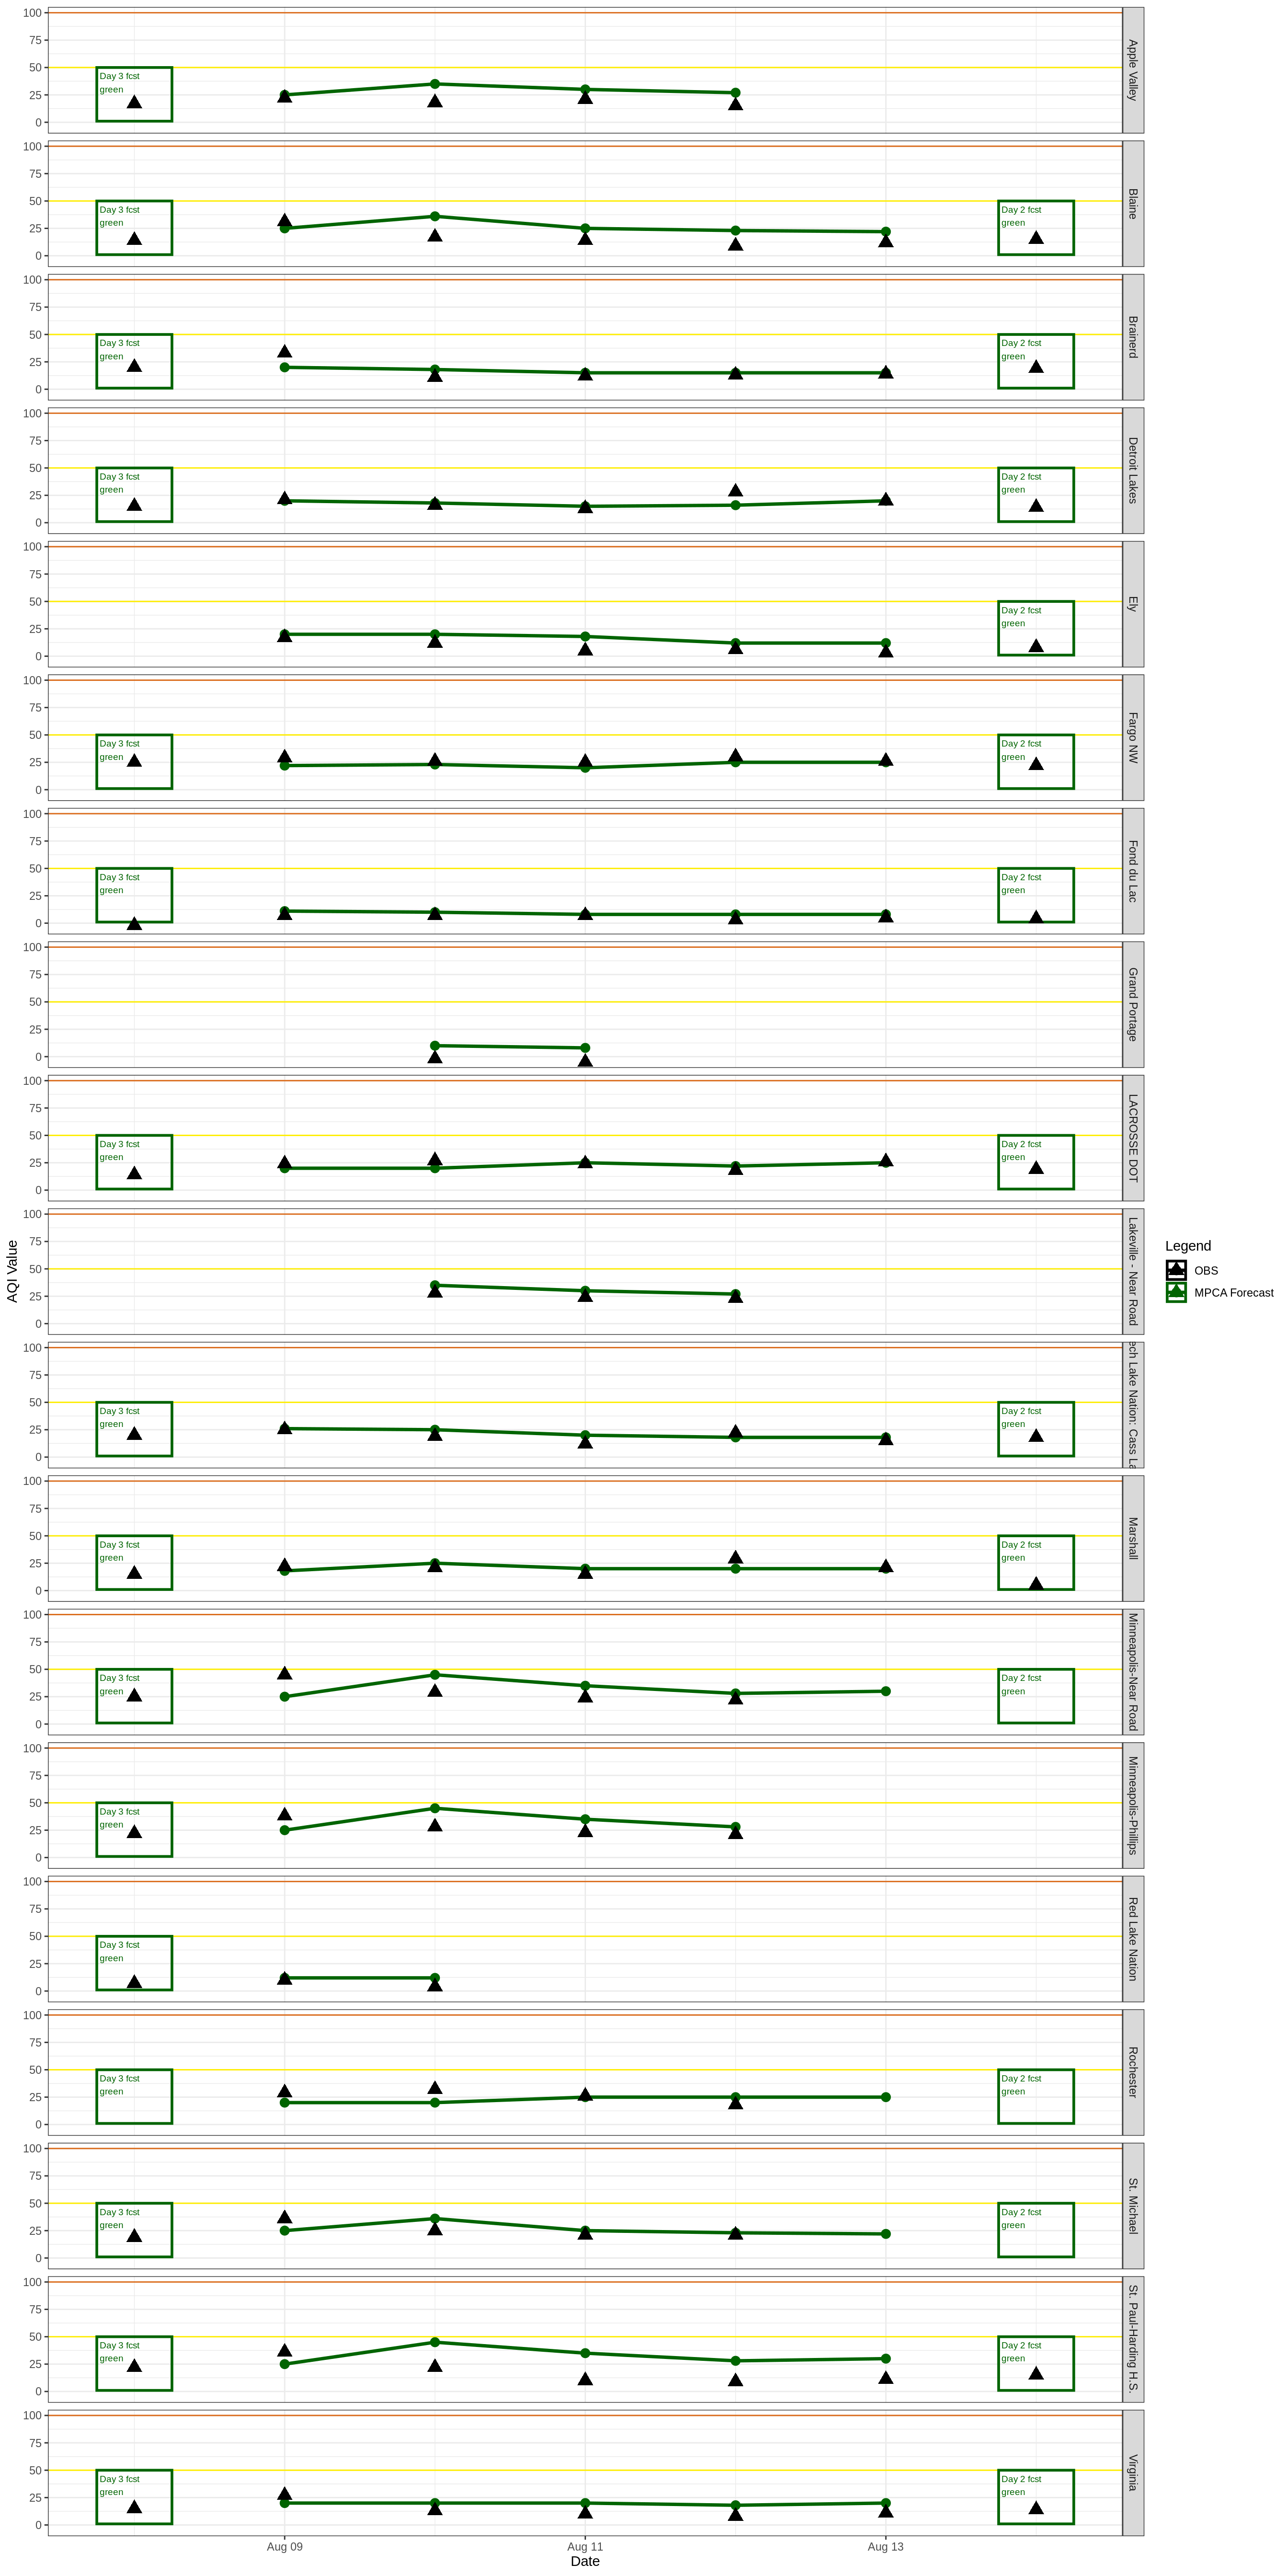 AQI Value
100
75
50
25
0
Day 3 fcst
green
Apple Valley
100
75
50
25
0
Day 3 fcst
green
Day 2 fcst
green
Blaine
100
75
50
25
0
Day 3 fcst
green
Day 2 fcst
green
Brainerd
100
75
50
25
0
Day 3 fcst
green
Day 2 fcst
green
Detroit Lakes
100
75
50
25
0
Day 2 fcst
green
Ely
100
75
50
25
0
Day 3 fcst
green
Day 2 fcst
green
Fargo NW
100
75
50
25
0
Day 3 fcst
green
Day 2 fcst
green
Fond du Lac
100
75
50
25
0
Grand Portage
100
75
50
25
0
Day 3 fcst
green
Day 2 fcst
green
LACROSSE DOT
100
75
50
25
0
Lakeville - Near Road
100
75
50
25
0
Day 3 fcst
green
Day 2 fcst
green
ech Lake Nation: Cass La
100
75
50
25
0
Day 3 fcst
green
Day 2 fcst
green
Marshall
100
75
50
25
0
Day 3 fcst
green
Day 2 fcst
green
Minneapolis-Near Road
100
75
50
25
0
Day 3 fcst
green
Minneapolis-Phillips
100
75
50
25
0
Day 3 fcst
green
Red Lake Nation
100
75
50
25
0
Day 3 fcst
green
Day 2 fcst
green
Rochester
100
75
50
25
0
Day 3 fcst
green
Day 2 fcst
green
St. Michael
100
75
50
25
0
Day 3 fcst
green
Day 2 fcst
green
St. Paul-Harding H.S.
100
75
50
25
0
Day 3 fcst
green
Day 2 fcst
green
Virginia
Aug 09
Aug 11
Aug 13
Date
Legend
OBS
MPCA Forecast